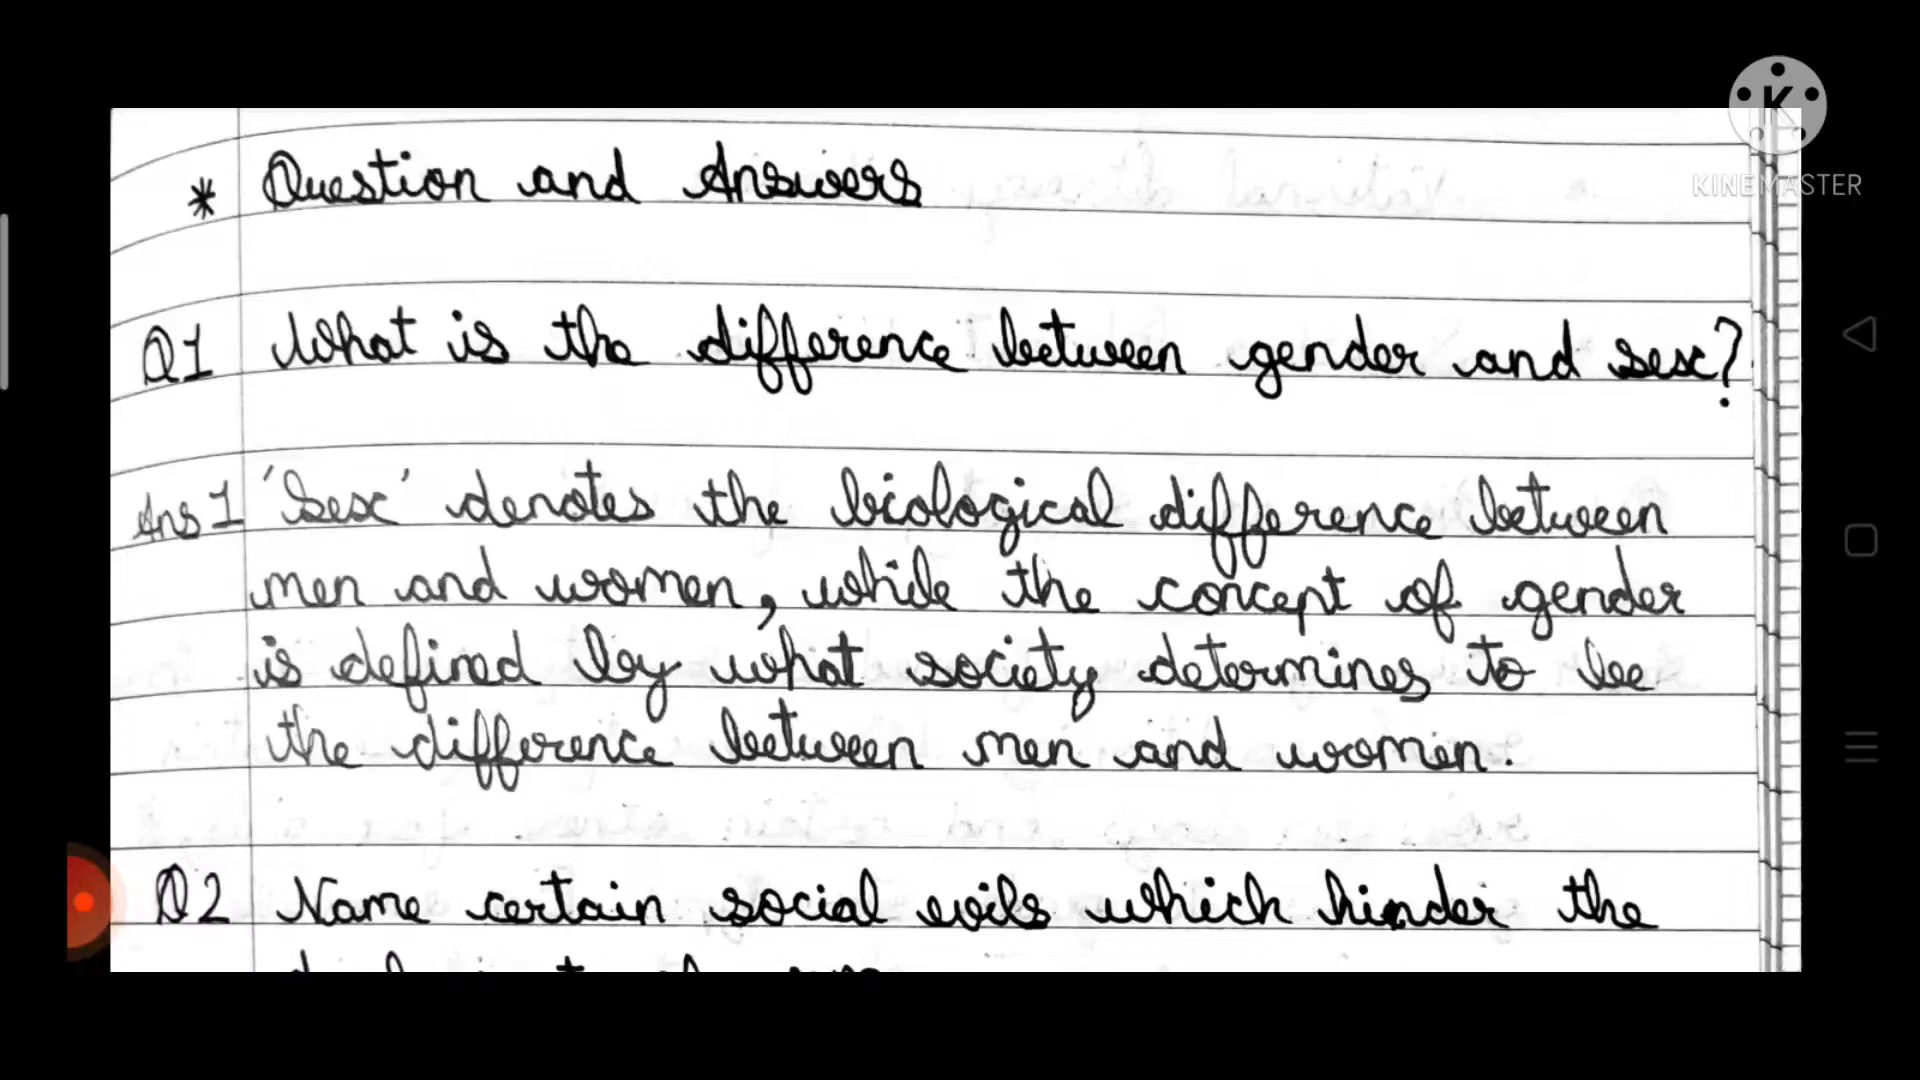 KINEMASTER
* Question and Answers
Q1 What is the difference between gender and sex?
Ans 1 'Sex' denotes the biological difference between
men and women, while the concept of gender
is defined by what society determines to be
the difference between men and women.
Q2 Name certain social evils which hinder the